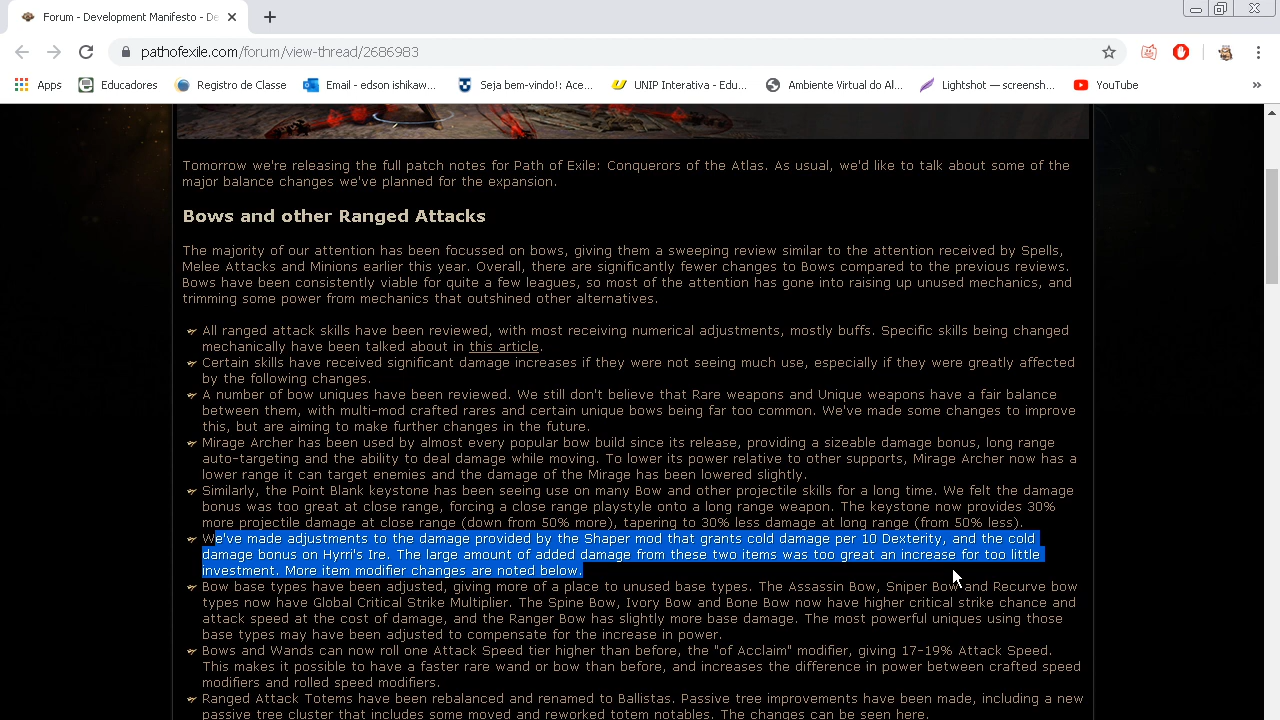 Forum - Development Manifesto - De
pathofexile.com/forum/view-thread/2686983
Apps
Educadores
Registro de Classe
Email - edson ishikaw...
Seja bem-vindo!: Ace...
UNIP Interativa - Edu...
Ambiente Virtual do Al...
Lightshot — screensh...
YouTube
»
Tomorrow we're releasing the full patch notes for Path of Exile: Conquerors of the Atlas. As usual, we'd like to talk about some of the
major balance changes we've planned for the expansion.
Bows and other Ranged Attacks
The majority of our attention has been focussed on bows, giving them a sweeping review similar to the attention received by Spells,
Melee Attacks and Minions earlier this year. Overall, there are significantly fewer changes to Bows compared to the previous reviews.
Bows have been consistently viable for quite a few leagues, so most of the attention has gone into raising up unused mechanics, and
trimming some power from mechanics that outshined other alternatives.
All ranged attack skills have been reviewed, with most receiving numerical adjustments, mostly buffs. Specific skills being changed
mechanically have been talked about in this article.
Certain skills have received significant damage increases if they were not seeing much use, especially if they were greatly affected
by the following changes.
A number of bow uniques have been reviewed. We still don't believe that Rare weapons and Unique weapons have a fair balance
between them, with multi-mod crafted rares and certain unique bows being far too common. We've made some changes to improve
this, but are aiming to make further changes in the future.
Mirage Archer has been used by almost every popular bow build since its release, providing a sizeable damage bonus, long range
auto-targeting and the ability to deal damage while moving. To lower its power relative to other supports, Mirage Archer now has a
lower range it can target enemies and the damage of the Mirage has been lowered slightly.
Similarly, the Point Blank keystone has been seeing use on many Bow and other projectile skills for a long time. We felt the damage
bonus was too great at close range, forcing a close range playstyle onto a long range weapon. The keystone now provides 30%
more projectile damage at close range (down from 50% more), tapering to 30% less damage at long range (from 50% less).
We've made adjustments to the damage provided by the Shaper mod that grants cold damage per 10 Dexterity, and the cold
damage bonus on Hyrri's Ire. The large amount of added damage from these two items was too great an increase for too little
investment. More item modifier changes are noted below.
Bow base types have been adjusted, giving more of a place to unused base types. The Assassin Bow, Sniper Bow and Recurve bow
types now have Global Critical Strike Multiplier. The Spine Bow, Ivory Bow and Bone Bow now have higher critical strike chance and
attack speed at the cost of damage, and the Ranger Bow has slightly more base damage. The most powerful uniques using those
base types may have been adjusted to compensate for the increase in power.
Bows and Wands can now roll one Attack Speed tier higher than before, the "of Acclaim" modifier, giving 17-19% Attack Speed.
This makes it possible to have a faster rare wand or bow than before, and increases the difference in power between crafted speed
modifiers and rolled speed modifiers.
Ranged Attack Totems have been rebalanced and renamed to Ballistas. Passive tree improvements have been made, including a new
passive tree cluster that includes some moved and reworked totem notables. The changes can be seen here.